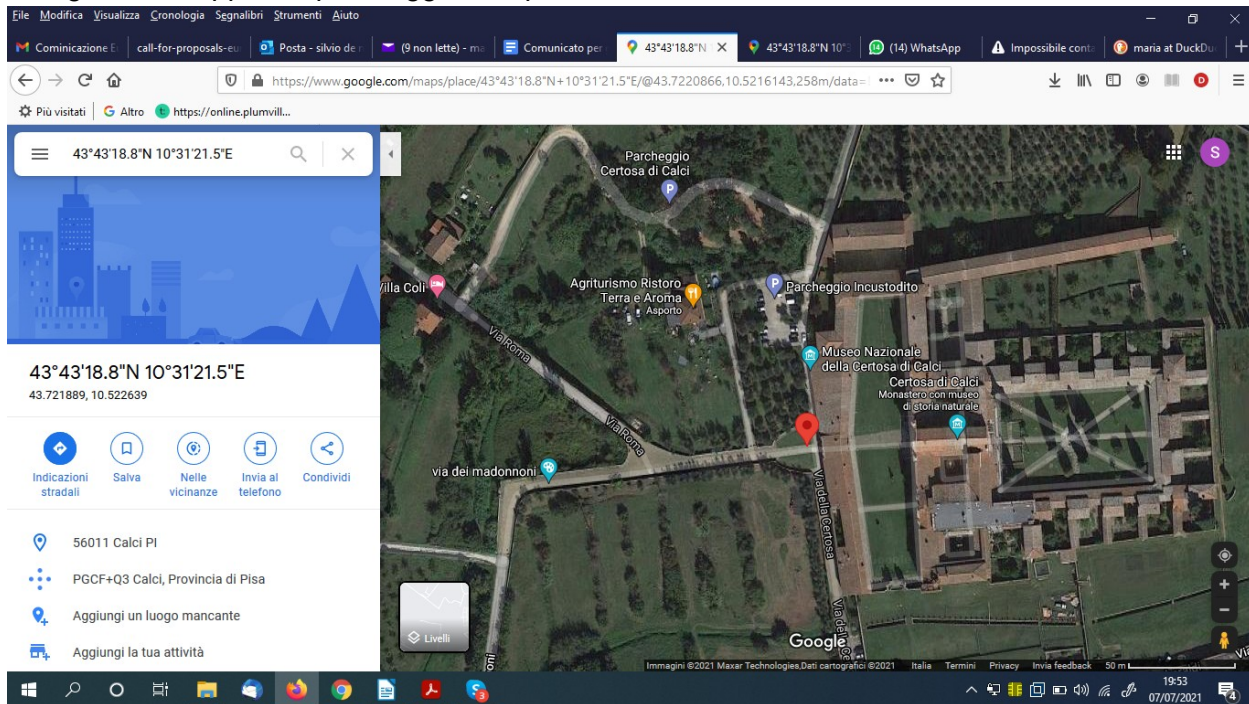 File Modifica Visualizza Cronologia Segnalibri Strumenti Aiuto
Cominicazione E
call-for-proposals-eur
Posta - silvio de r
(9 non lette) - ma
Comunicato per
43°43'18.8"N 1
43°43'18.8"N 10°3
(14) WhatsApp
Impossibile conta
maria at DuckDu
https://www.google.com/maps/place/43°43'18.8"N+10°31'21.5"E/@43.7220866,10.5216143,258m/data=
Più visitati
Altro
https://online.plumvill...
43°43'18.8"N 10°31'21.5"E
43°43'18.8"N 10°31'21.5"E
43.721889, 10.522639
Indicazioni stradali
Salva
Nelle vicinanze
Invia al telefono
Condividi
56011 Calci PI
PGCF+Q3 Calci, Provincia di Pisa
Aggiungi un luogo mancante
Aggiungi la tua attività
Parcheggio
Certosa di Calci
Villa Coli
Agriturismo Ristoro
Terra e Aroma
Asporto
Parcheggio Incustodito
Museo Nazionale
della Certosa di Calci
Certosa di Calci
Monastero con museo
di storia naturale
Via Roma
Via Roma
via dei madonnoni
Via della Certosa
Livelli
Google
Immagini ©2021 Maxar Technologies,Dati cartografici ©2021 Italia Termini Privacy Invia feedback 50 m
19:53
07/07/2021
4